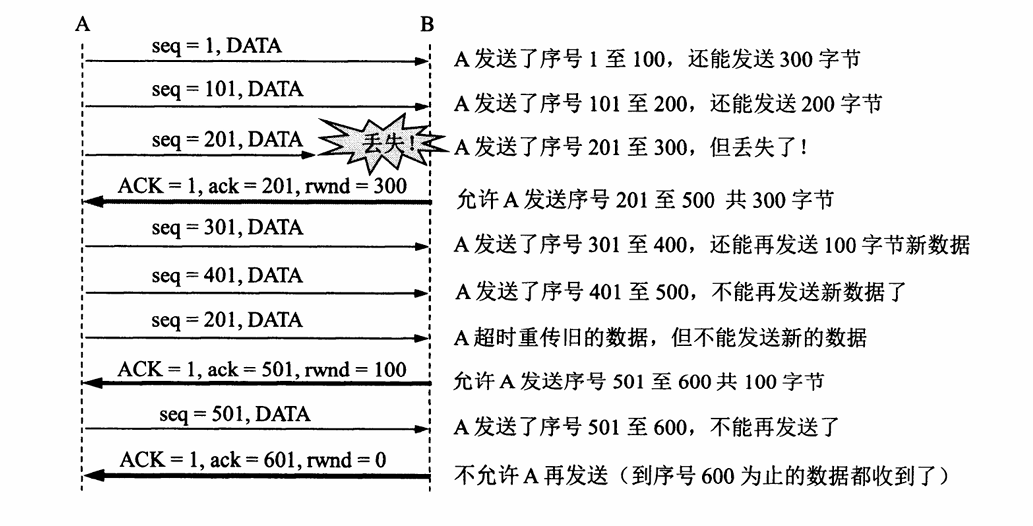 A B
seq = 1, DATA A 发送了序号 1 至 100，还能发送 300 字节
seq = 101, DATA A 发送了序号 101 至 200，还能发送 200 字节
seq = 201, DATA 丢失！ A 发送了序号 201 至 300，但丢失了！
ACK = 1, ack = 201, rwnd = 300 允许 A 发送序号 201 至 500 共 300 字节
seq = 301, DATA A 发送了序号 301 至 400，还能再发送 100 字节新数据
seq = 401, DATA A 发送了序号 401 至 500，不能再发送新数据了
seq = 201, DATA A 超时重传旧的数据，但不能发送新的数据
ACK = 1, ack = 501, rwnd = 100 允许 A 发送序号 501 至 600 共 100 字节
seq = 501, DATA A 发送了序号 501 至 600，不能再发送了
ACK = 1, ack = 601, rwnd = 0 不允许 A 再发送（到序号 600 为止的数据都收到了）